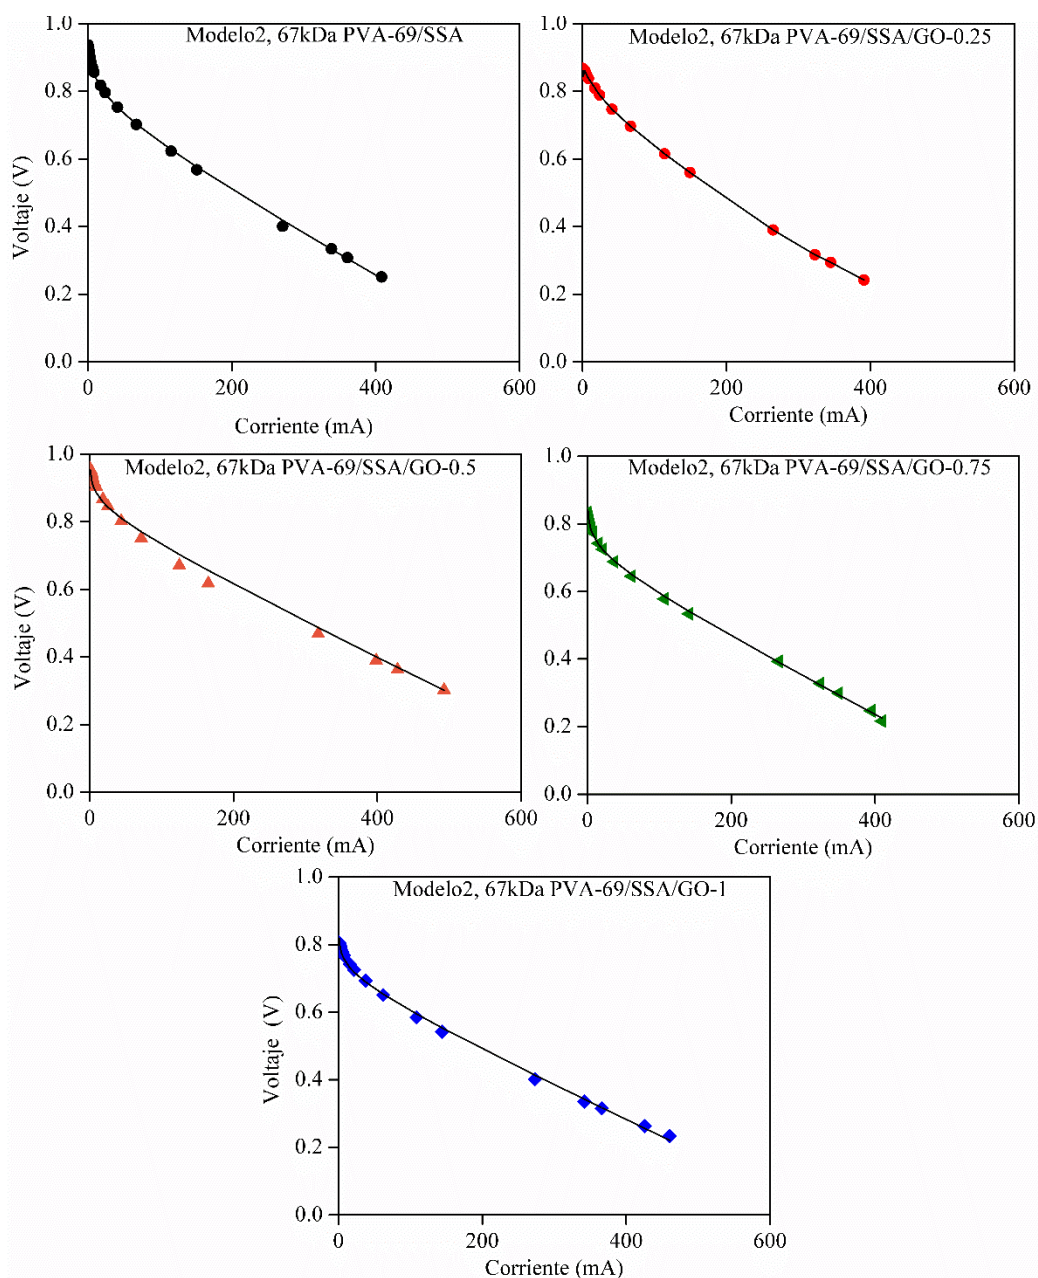 Modelo2, 67kDa PVA-69/SSA
Voltaje (V)
1.0
0.8
0.6
0.4
0.2
0.0
0 200 400 600
Corriente (mA)
Modelo2, 67kDa PVA-69/SSA/GO-0.25
1.0
0.8
0.6
0.4
0.2
0.0
0 200 400 600
Corriente (mA)
Modelo2, 67kDa PVA-69/SSA/GO-0.5
Voltaje (V)
1.0
0.8
0.6
0.4
0.2
0.0
0 200 400 600
Corriente (mA)
Modelo2, 67kDa PVA-69/SSA/GO-0.75
1.0
0.8
0.6
0.4
0.2
0.0
0 200 400 600
Corriente (mA)
Modelo2, 67kDa PVA-69/SSA/GO-1
Voltaje (V)
1.0
0.8
0.6
0.4
0.2
0.0
0 200 400 600
Corriente (mA)